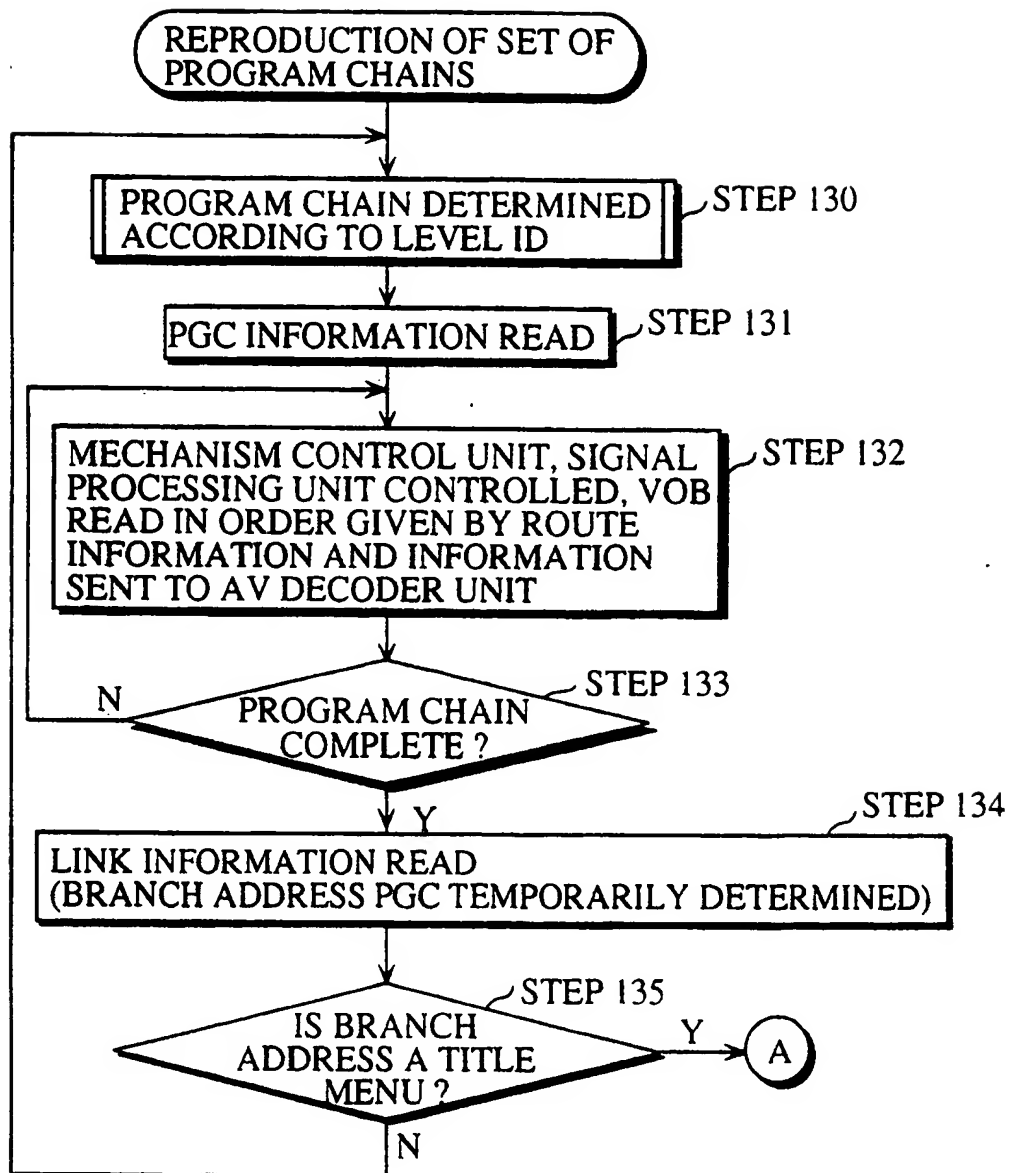 REPRODUCTION OF SET OF
PROGRAM CHAINS
PROGRAM CHAIN DETERMINED
ACCORDING TO LEVEL ID
STEP 130
PGC INFORMATION READ
STEP 131
MECHANISM CONTROL UNIT, SIGNAL
PROCESSING UNIT CONTROLLED, VOB
READ IN ORDER GIVEN BY ROUTE
INFORMATION AND INFORMATION
SENT TO AV DECODER UNIT
STEP 132
STEP 133
N
PROGRAM CHAIN
COMPLETE ?
Y
STEP 134
LINK INFORMATION READ
(BRANCH ADDRESS PGC TEMPORARILY DETERMINED)
STEP 135
IS BRANCH
ADDRESS A TITLE
MENU ?
Y
A
N